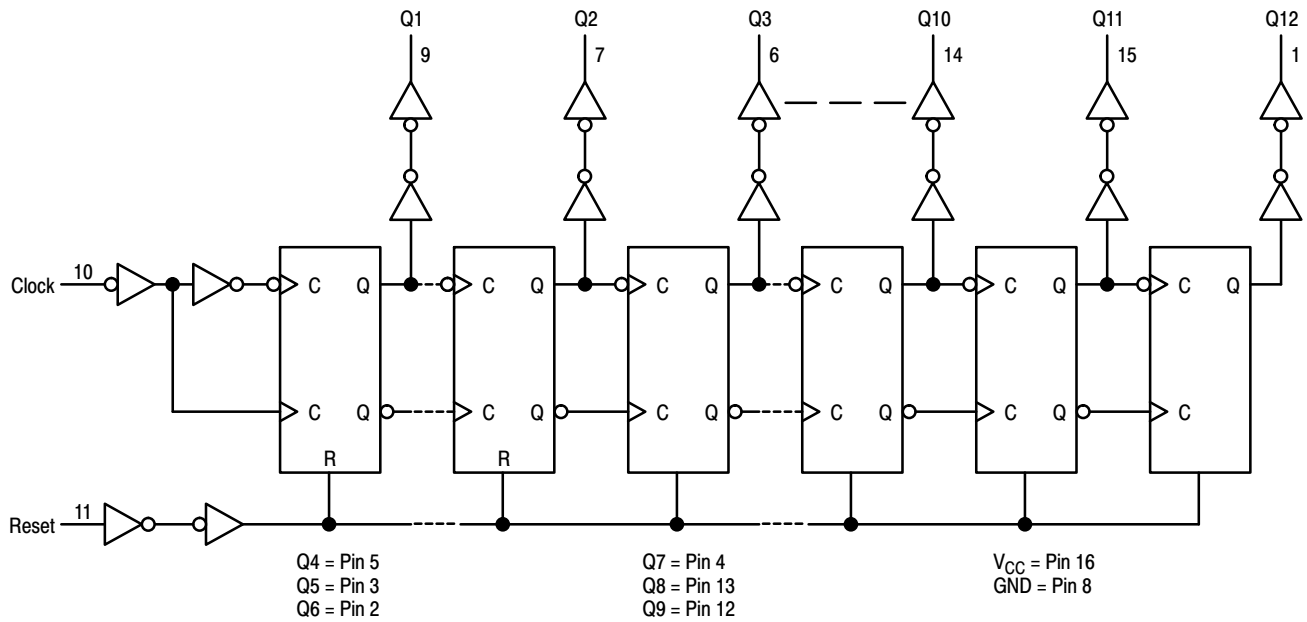 Q1 Q2 Q3 Q10 Q11 Q12
9 7 6 14 15 1
Clock 10 C Q C Q C Q C Q C Q C Q
C Q C Q C Q C Q C Q C
R R
Reset 11
Q4 = Pin 5
Q5 = Pin 3
Q6 = Pin 2
Q7 = Pin 4
Q8 = Pin 13
Q9 = Pin 12
VCC = Pin 16
GND = Pin 8